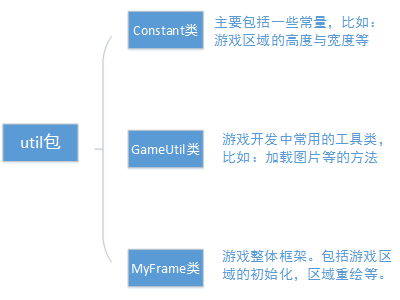 Constant类
主要包括一些常量，比如：
游戏区域的高度与宽度等
util包
GameUtil类
游戏开发中常用的工具类，
比如：加载图片等的方法
MyFrame类
游戏整体框架。包括游戏区
域的初始化，区域重绘等。